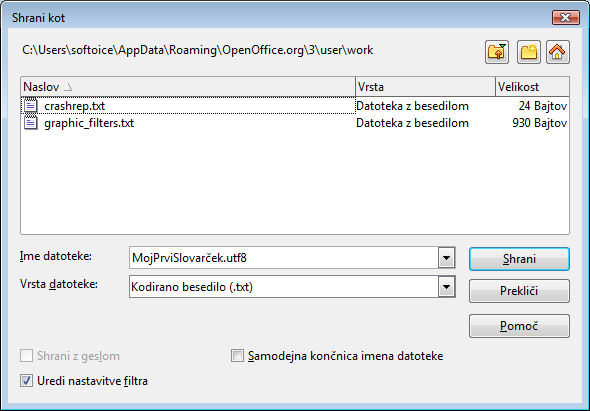 Shrani kot
C:\Users\softoice\AppData\Roaming\OpenOffice.org\3\user\work
Naslov Vrsta Velikost
crashrep.txt Datoteka z besedilom 24 Bajtov
graphic_filters.txt Datoteka z besedilom 930 Bajtov
Ime datoteke: MojPrviSlovarček.utf8 Shrani
Vrsta datoteke: Kodirano besedilo (.txt) Prekliči
Pomoč
Shrani z geslom Samodejna končnica imena datoteke
Uredi nastavitve filtra